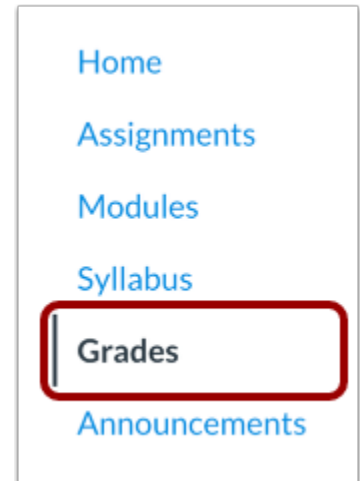 Home
Assignments
Modules
Syllabus
Grades
Announcements